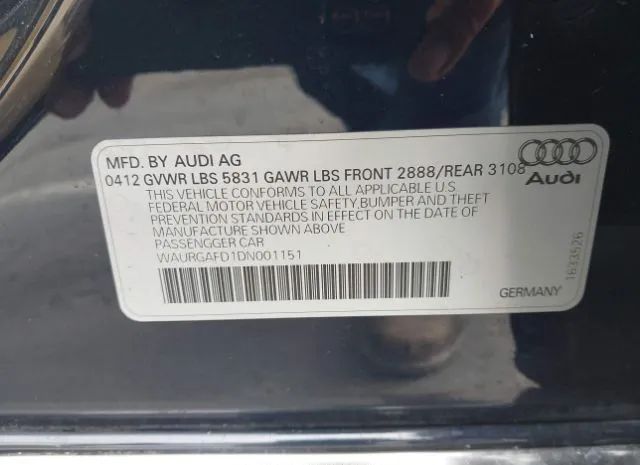 MFD. BY AUDI AG
0412 GVWR LBS 5831 GAWR LBS FRONT 2888/REAR 3108
THIS VEHICLE CONFORMS TO ALL APPLICABLE U.S
FEDERAL MOTOR VEHICLE SAFETY,BUMPER AND THEFT
PREVENTION STANDARDS IN EFFECT ON THE DATE OF
MANUFACTURE SHOWN ABOVE
PASSENGGER CAR
WAURGAFD1DN001151
Audi
1633526
GERMANY